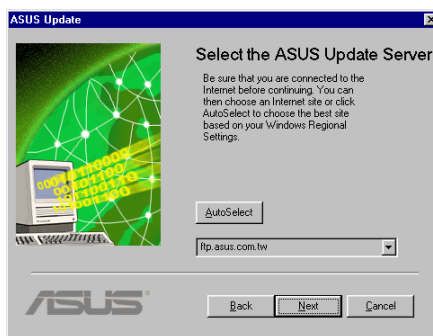 ASUS Update
Select the ASUS Update Server
Be sure that you are connected to the
Internet before continuing. You can
then choose an Internet site or click
AutoSelect to choose the best site
based on your Windows Regional
Settings.
AutoSelect
ftp.asus.com.tw
ASUS
Back
Next
Cancel